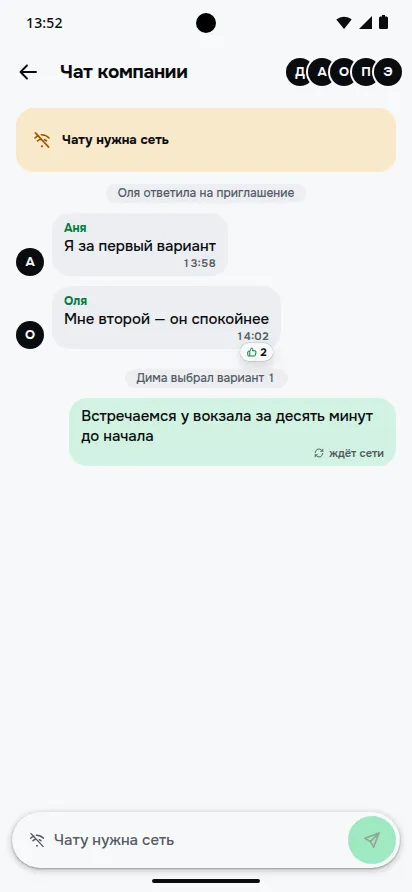 13:52
Чат компании
Д А О П Э
Чату нужна сеть
Оля ответила на приглашение
Аня
Я за первый вариант
13:58
А
Оля
Мне второй — он спокойнее
14:02
О
2
Дима выбрал вариант 1
Встречаемся у вокзала за десять минут
до начала
ждёт сети
Чату нужна сеть